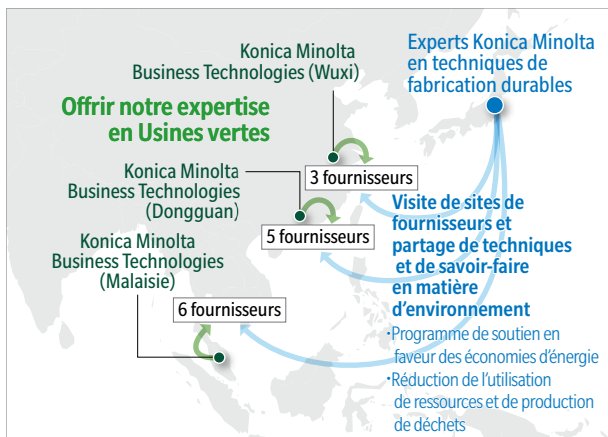 Konica Minolta
Business Technologies (Wuxi)
Experts Konica Minolta
en techniques de
fabrication durables
Offrir notre expertise
en Usines vertes
3 fournisseurs
Konica Minolta
Business Technologies
(Dongguan)
5 fournisseurs
Konica Minolta
Business Technologies
(Malaisie)
6 fournisseurs
Visite de sites de
fournisseurs et
partage de techniques
et de savoir-faire
en matière
d'environnement
·Programme de soutien en
faveur des économies d'énergie
·Réduction de l'utilisation
de ressources et de production
de déchets